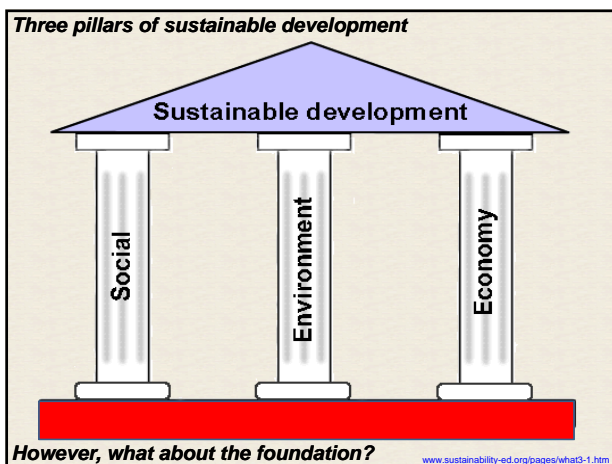 Three pillars of sustainable development
Sustainable development
Social
Environment
Economy
However, what about the foundation?
www.sustainability-ed.org/pages/what3-1.htm